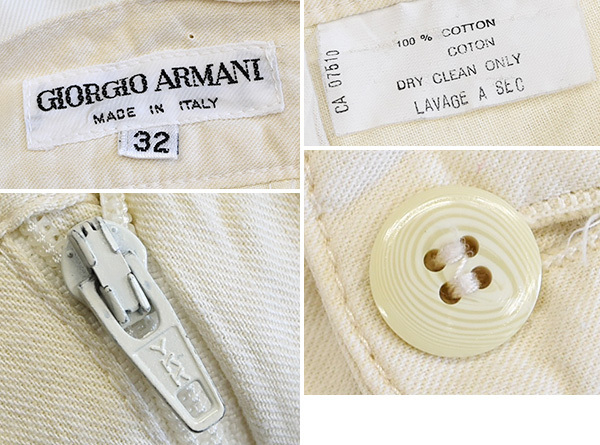 GIORGIO ARMANI
MADE IN ITALY
32
100 % COTTON
COTON
DRY CLEAN ONLY
LAVAGE A SEC
CA 07510
YKK